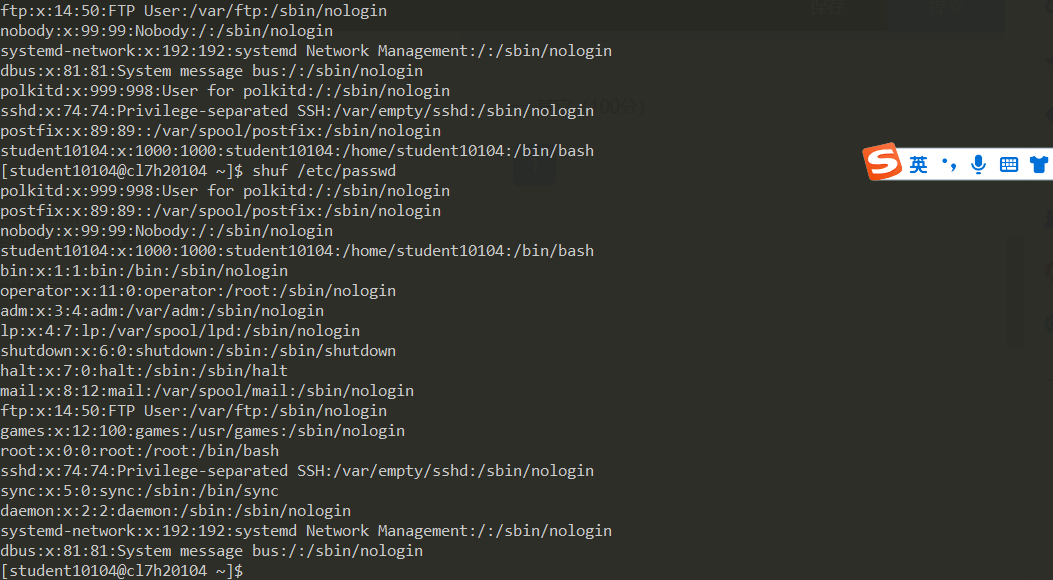 ftp:x:14:50:FTP User:/var/ftp:/sbin/nologin
nobody:x:99:99:Nobody:/:/sbin/nologin
systemd-network:x:192:192:systemd Network Management:/:/sbin/nologin
dbus:x:81:81:System message bus:/:/sbin/nologin
polkitd:x:999:998:User for polkitd:/:/sbin/nologin
sshd:x:74:74:Privilege-separated SSH:/var/empty/sshd:/sbin/nologin
postfix:x:89:89::/var/spool/postfix:/sbin/nologin
student10104:x:1000:1000:student10104:/home/student10104:/bin/bash
[student10104@cl7h20104 ~]$ shuf /etc/passwd
英
polkitd:x:999:998:User for polkitd:/:/sbin/nologin
postfix:x:89:89::/var/spool/postfix:/sbin/nologin
nobody:x:99:99:Nobody:/:/sbin/nologin
student10104:x:1000:1000:student10104:/home/student10104:/bin/bash
bin:x:1:1:bin:/bin:/sbin/nologin
operator:x:11:0:operator:/root:/sbin/nologin
adm:x:3:4:adm:/var/adm:/sbin/nologin
lp:x:4:7:lp:/var/spool/lpd:/sbin/nologin
shutdown:x:6:0:shutdown:/sbin:/sbin/shutdown
halt:x:7:0:halt:/sbin:/sbin/halt
mail:x:8:12:mail:/var/spool/mail:/sbin/nologin
ftp:x:14:50:FTP User:/var/ftp:/sbin/nologin
games:x:12:100:games:/usr/games:/sbin/nologin
root:x:0:0:root:/root:/bin/bash
sshd:x:74:74:Privilege-separated SSH:/var/empty/sshd:/sbin/nologin
sync:x:5:0:sync:/sbin:/bin/sync
daemon:x:2:2:daemon:/sbin:/sbin/nologin
systemd-network:x:192:192:systemd Network Management:/:/sbin/nologin
dbus:x:81:81:System message bus:/:/sbin/nologin
[student10104@cl7h20104 ~]$